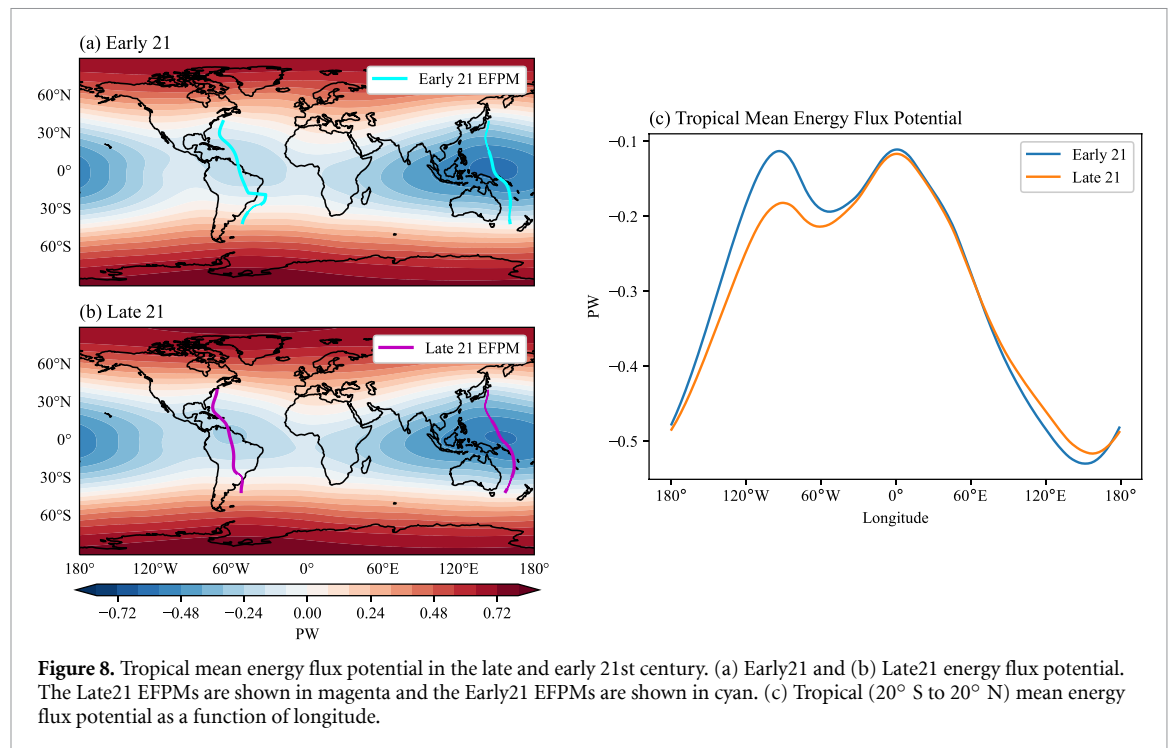 (a) Early 21
Early 21 EFPM
60°N
30°N
0°
30°S
60°S
(b) Late 21
Late 21 EFPM
60°N
30°N
0°
30°S
60°S
180° 120°W 60°W 0° 60°E 120°E 180°
−0.72 −0.48 −0.24 0.00 0.24 0.48 0.72
PW
(c) Tropical Mean Energy Flux Potential
Early 21
Late 21
−0.1
−0.2
−0.3
−0.4
−0.5
PW
180° 120°W 60°W 0° 60°E 120°E 180°
Longitude
Figure 8. Tropical mean energy flux potential in the late and early 21st century. (a) Early21 and (b) Late21 energy flux potential.
The Late21 EFPMs are shown in magenta and the Early21 EFPMs are shown in cyan. (c) Tropical (20° S to 20° N) mean energy
flux potential as a function of longitude.